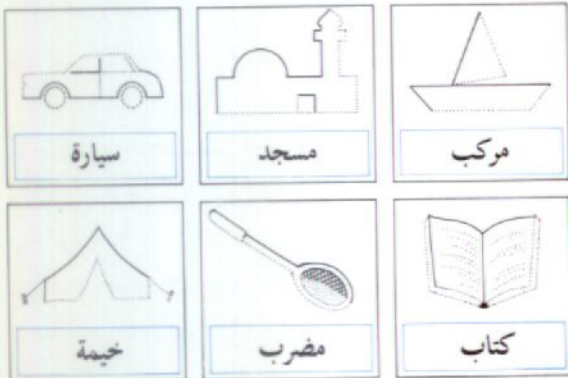 مركب
مسجد
سيارة
كتاب
مضرب
خيمة